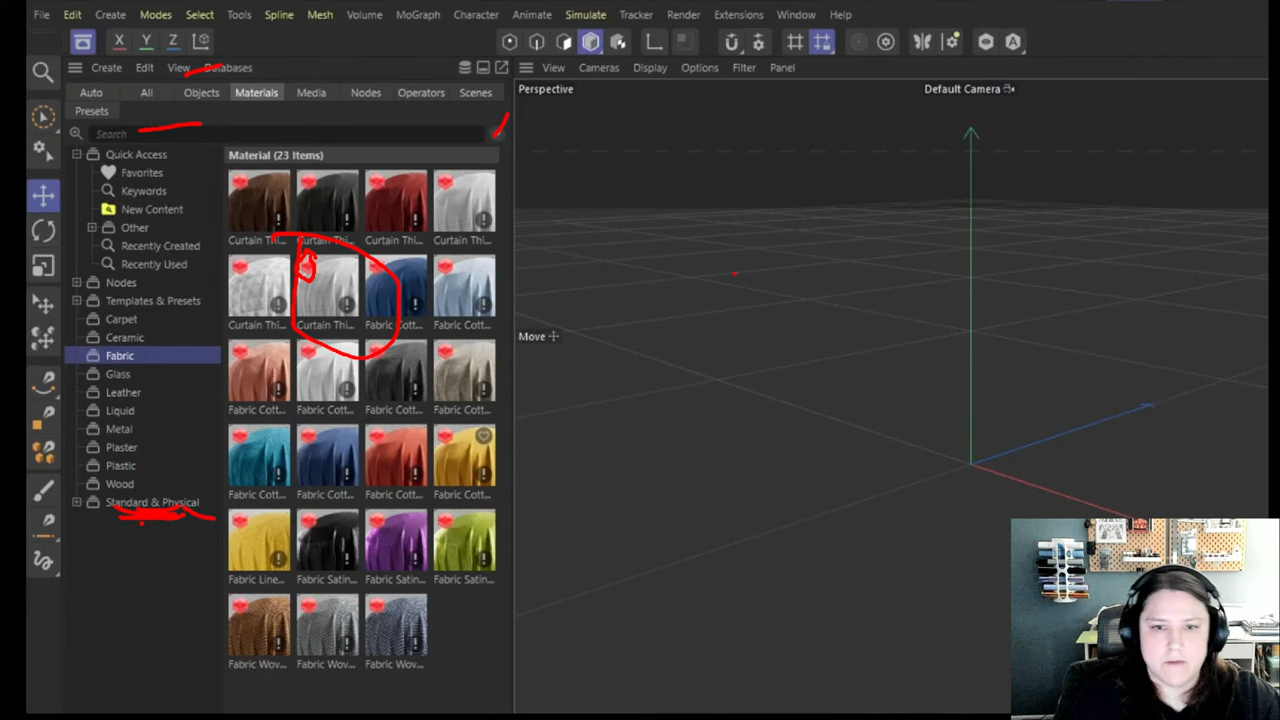 File Edit Create Modes Select Tools Spline Mesh Volume MoGraph Character Animate Simulate Tracker Render Extensions Window Help
X Y Z
Create Edit View Databases
View Cameras Display Options Filter Panel
Auto All Objects Materials Media Nodes Operators Scenes
Perspective
Default Camera
Presets
Search
Quick Access
Favorites
Keywords
New Content
Other
Recently Created
Recently Used
Nodes
Templates & Presets
Carpet
Ceramic
Fabric
Glass
Leather
Liquid
Metal
Plaster
Plastic
Wood
Standard & Physical
Material (23 Items)
Curtain Thi... Curtain Thi... Curtain Thi... Curtain Thi...
Curtain Thi... Curtain Thi... Fabric Cott... Fabric Cott...
Fabric Cott... Fabric Cott... Fabric Cott... Fabric Cott...
Fabric Cott... Fabric Cott... Fabric Cott... Fabric Cott...
Fabric Line... Fabric Satin... Fabric Satin... Fabric Satin...
Fabric Wov... Fabric Wov... Fabric Wov...
Move